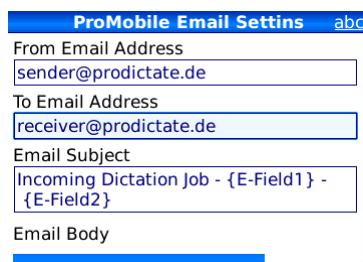 ProMobile Email Settins abc
From Email Address
sender@prodictate.de
To Email Address
receiver@prodictate.de
Email Subject
Incoming Dictation Job - {E-Field1} -
{E-Field2}
Email Body